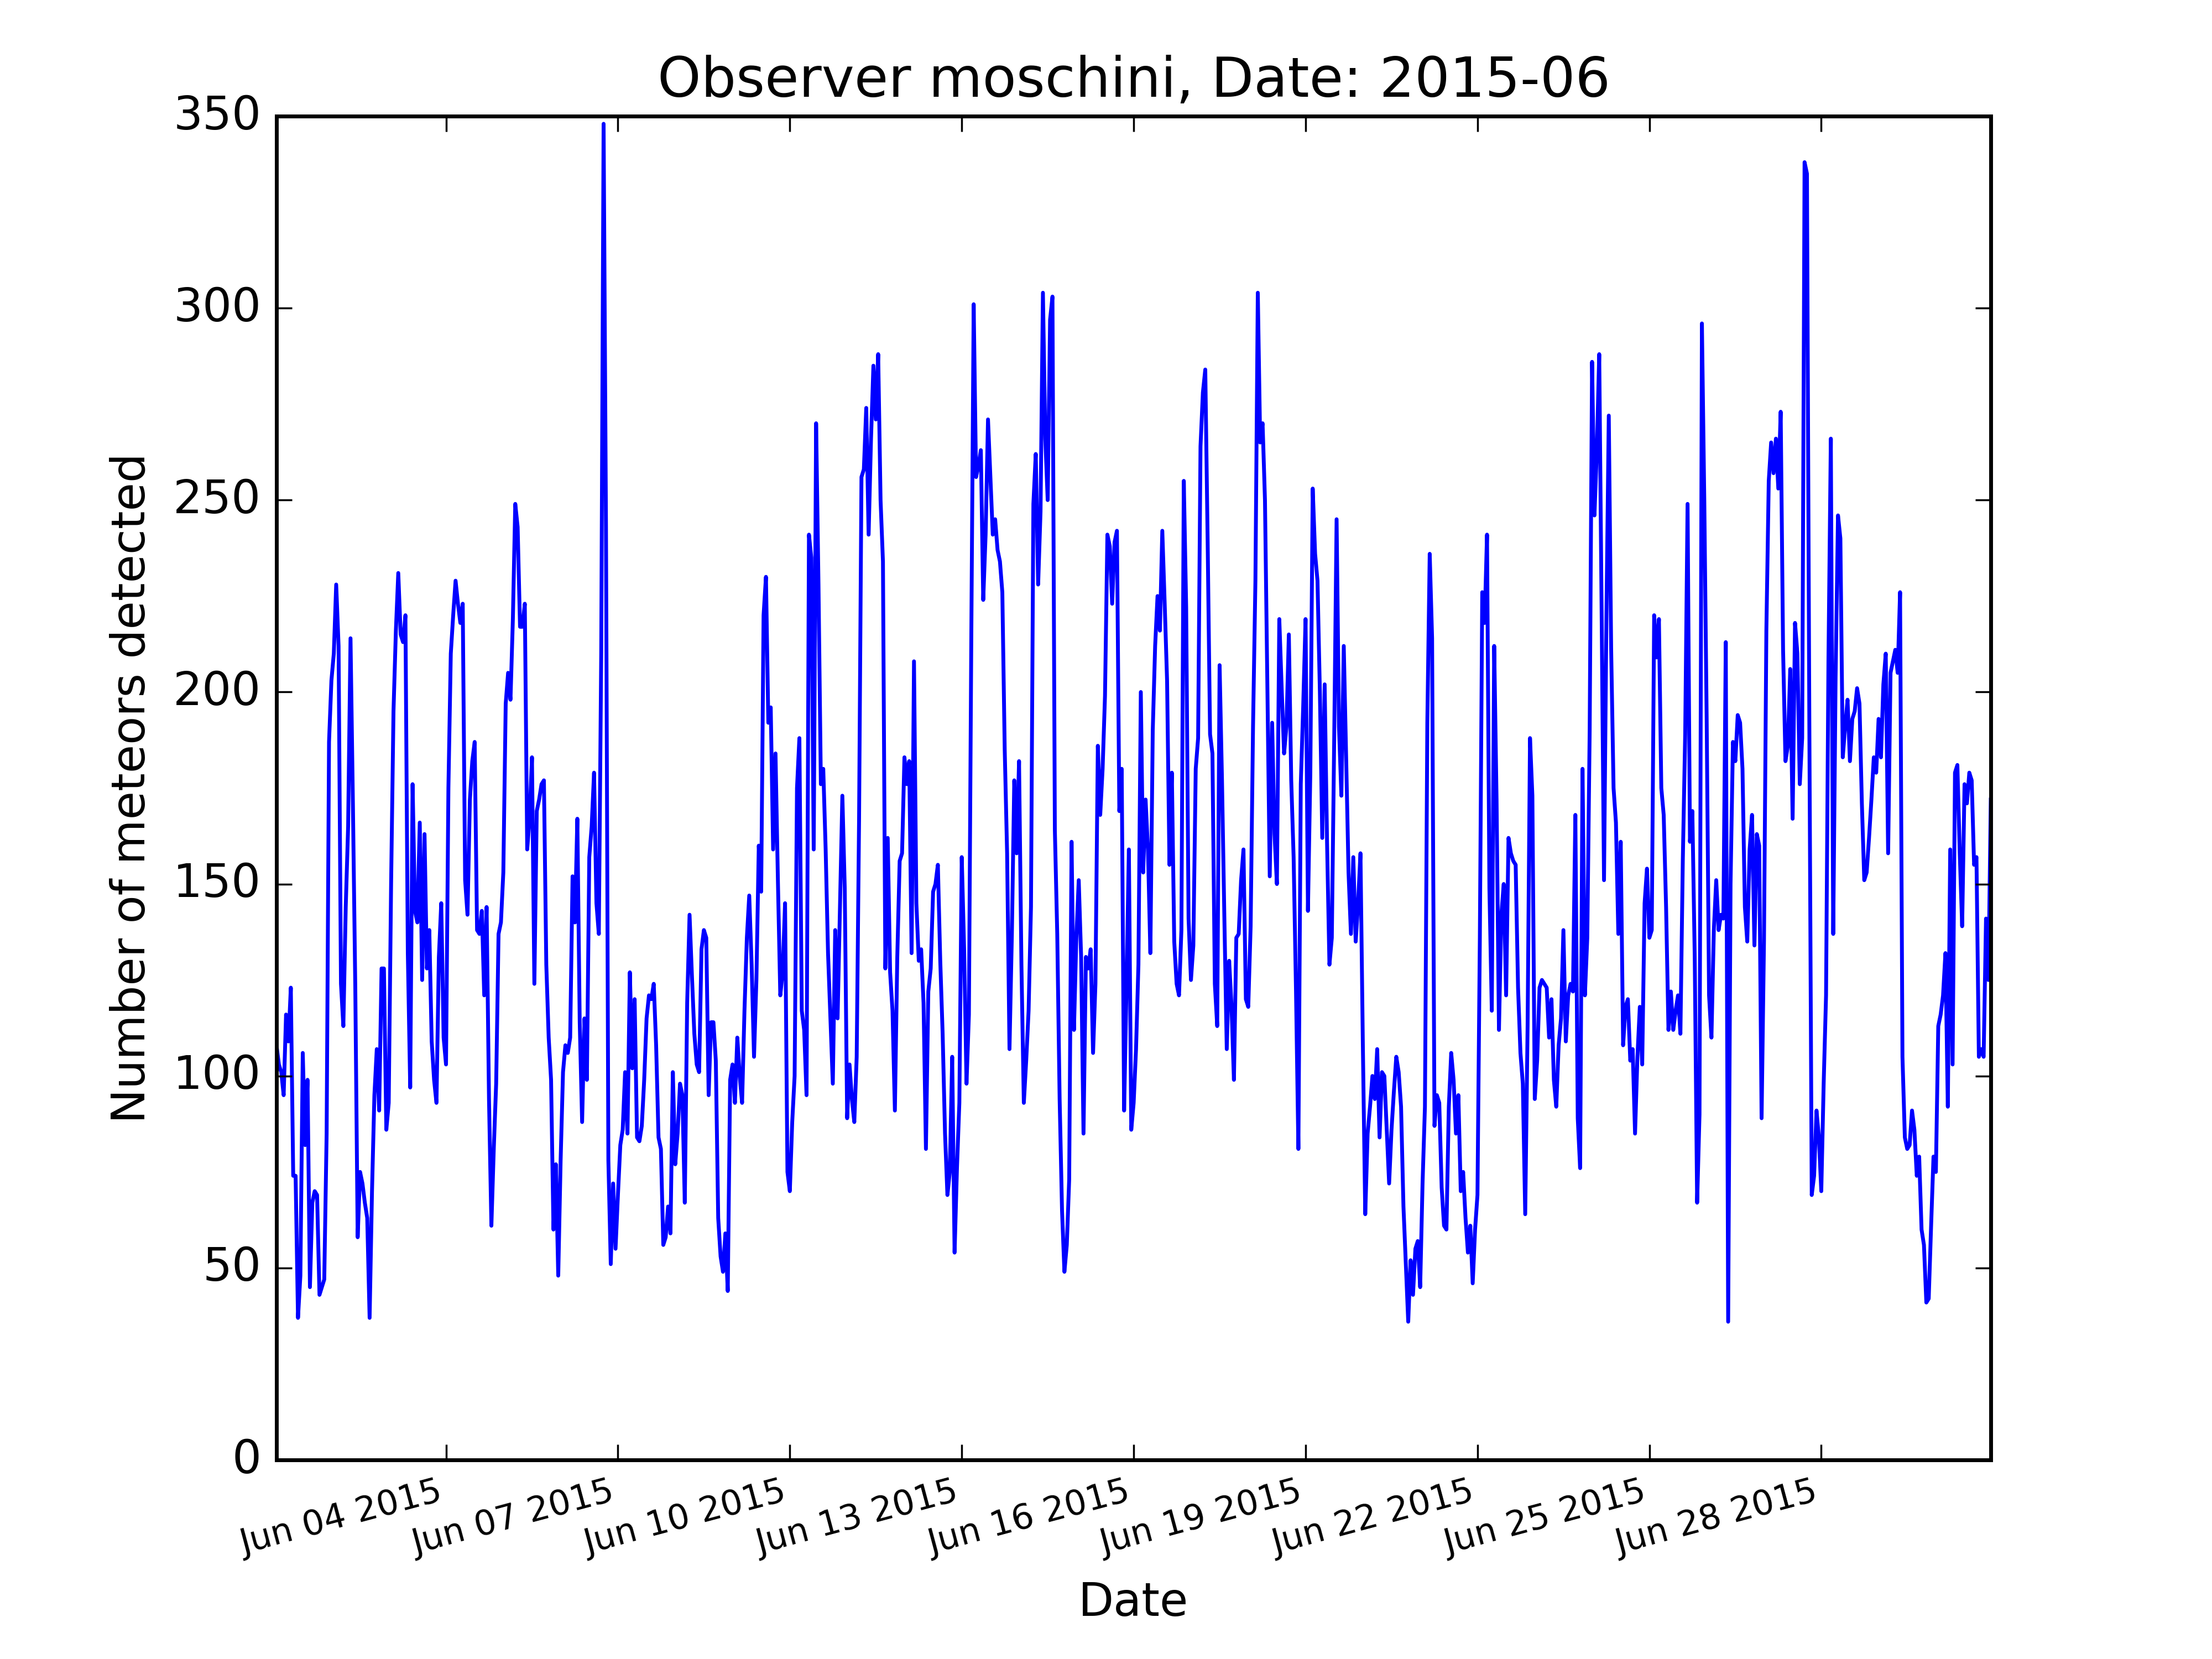 Observer moschini, Date: 2015-06
350
300
250
200
150
100
50
0
Number of meteors detected
Jun 04 2015
Jun 07 2015
Jun 10 2015
Jun 13 2015
Jun 16 2015
Jun 19 2015
Jun 22 2015
Jun 25 2015
Jun 28 2015
Date